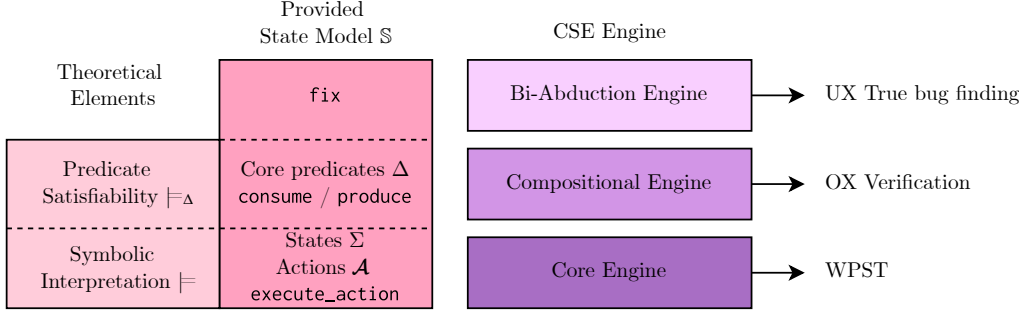 Provided
State Model 𝕊
CSE Engine
Theoretical
Elements
fix
Bi-Abduction Engine
UX True bug finding
Predicate
Satisfiability ⊨Δ
Core predicates Δ
consume / produce
Compositional Engine
OX Verification
Symbolic
Interpretation ⊨
States Σ
Actions 𝓐
execute_action
Core Engine
WPST